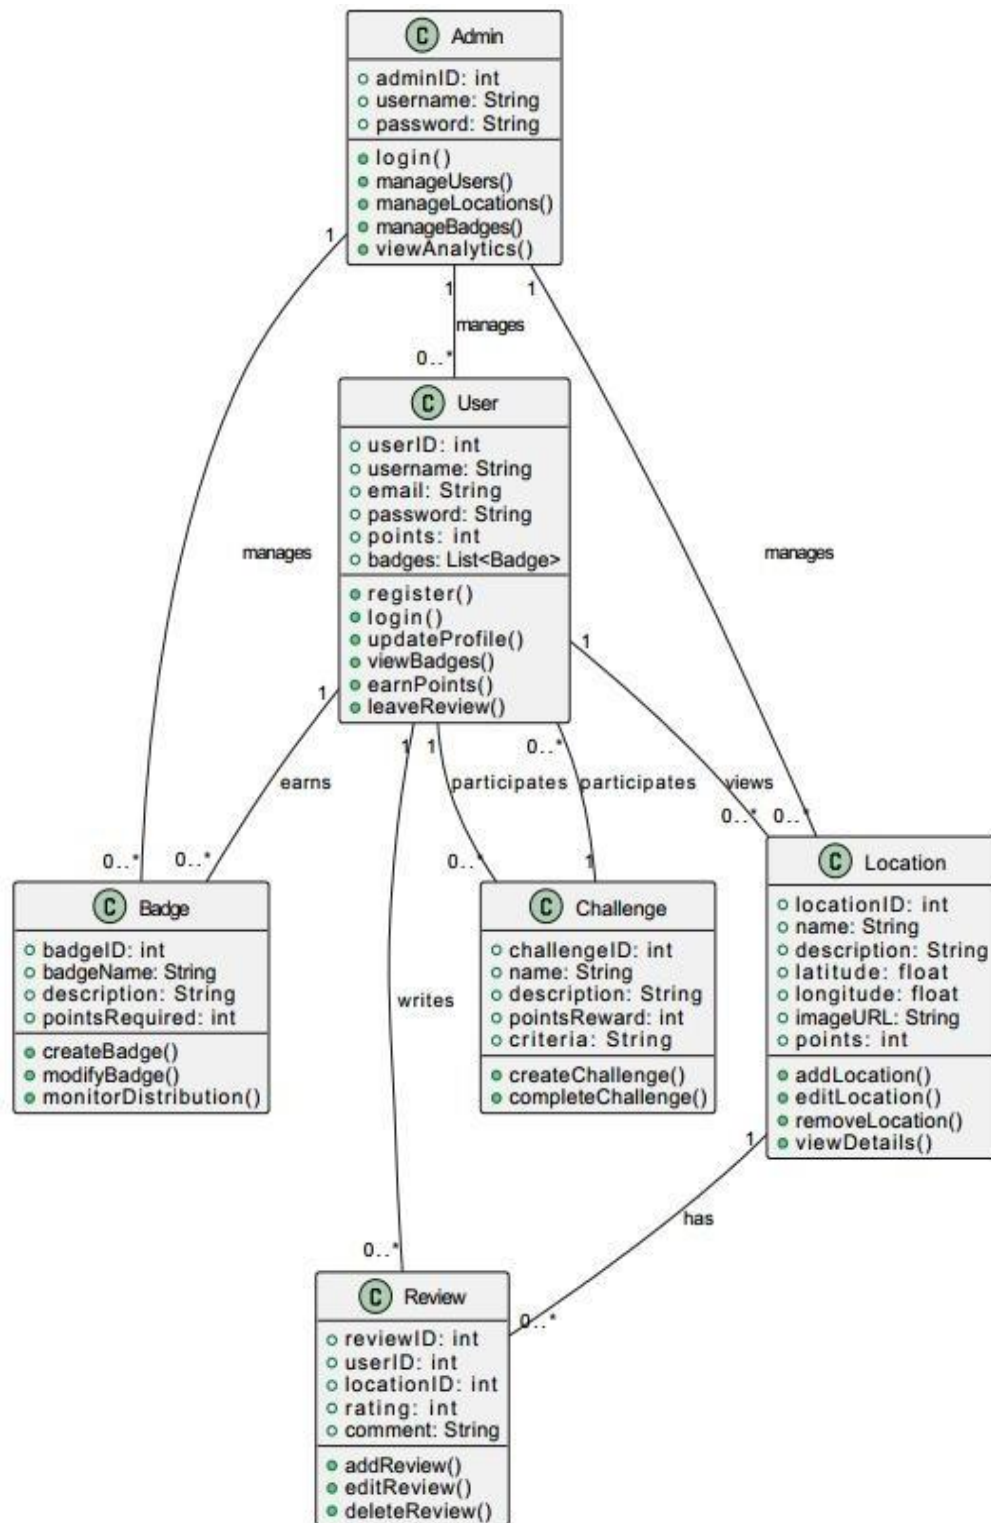 C Admin
adminID: int
username: String
password: String
login()
manageUsers()
manageLocations()
manageBadges()
viewAnalytics()
1
1
1
manages
0..*
C User
userID: int
username: String
email: String
password: String
points: int
badges: List<Badge>
register()
login()
updateProfile()
viewBadges()
earnPoints()
leaveReview()
manages
manages
1
1
1
1
0..*
earns
participates
participates
views
0..*
0..*
0..*
1
0..*
0..*
C Badge
badgeID: int
badgeName: String
description: String
pointsRequired: int
createBadge()
modifyBadge()
monitorDistribution()
writes
C Challenge
challengeID: int
name: String
description: String
pointsReward: int
criteria: String
createChallenge()
completeChallenge()
C Location
locationID: int
name: String
description: String
latitude: float
longitude: float
imageURL: String
points: int
addLocation()
editLocation()
removeLocation()
viewDetails()
1
has
0..*
0..*
C Review
reviewID: int
userID: int
locationID: int
rating: int
comment: String
addReview()
editReview()
deleteReview()